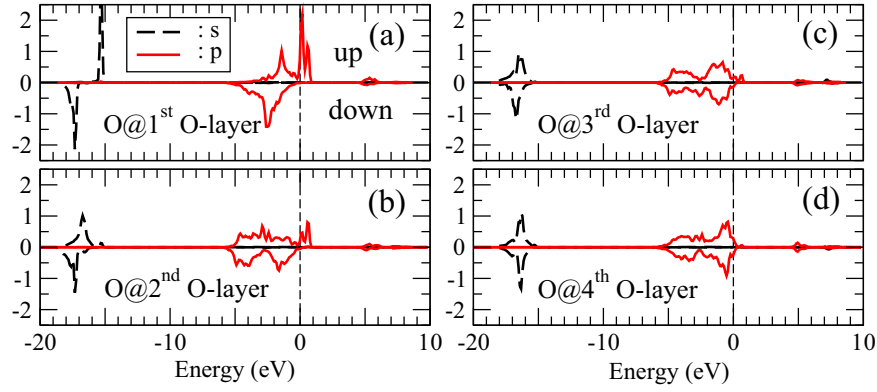 2
1
0
-1
-2
: s
: p
(a)
up
down
O@1st O-layer
2
1
0
-1
-2
(b)
O@2nd O-layer
-20
-10
0
Energy (eV)
2
1
0
-1
-2
(c)
O@3rd O-layer
2
1
0
-1
-2
(d)
O@4th O-layer
-20
-10
0
10
Energy (eV)